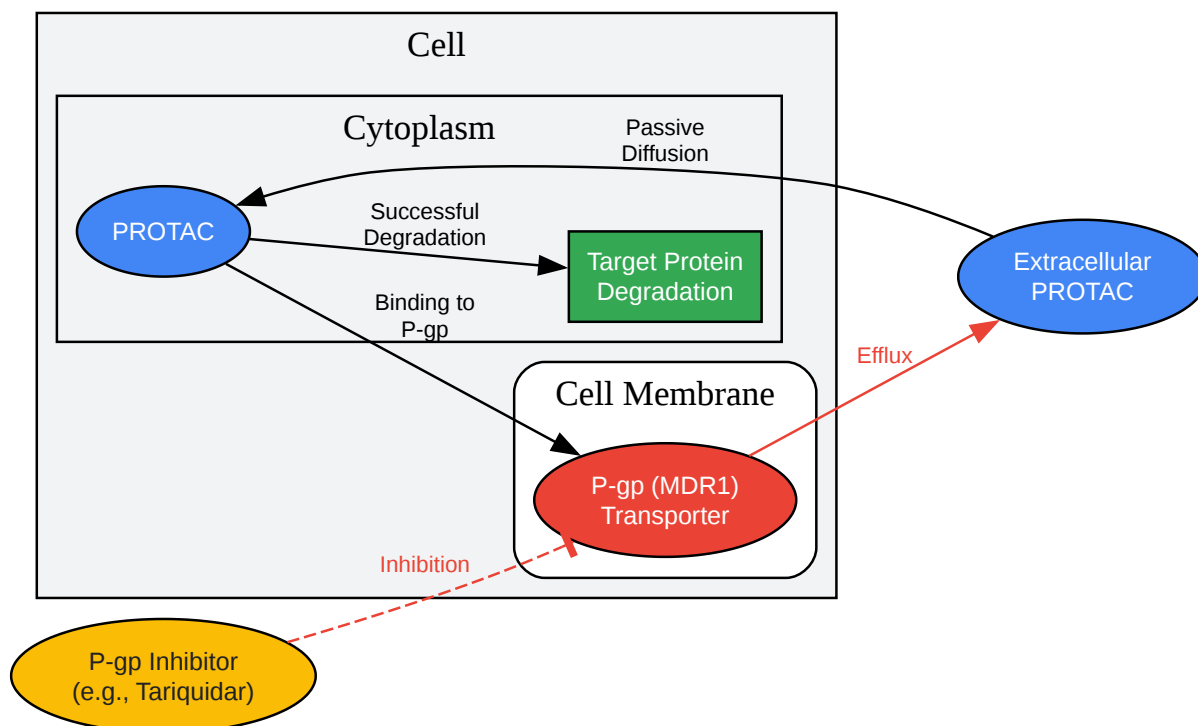 Cell
Cytoplasm
Passive
Diffusion
PROTAC
Successful
Degradation
Target Protein
Degradation
Extracellular
PROTAC
Binding to
P-gp
Efflux
Cell Membrane
P-gp (MDR1)
Transporter
Inhibition
P-gp Inhibitor
(e.g., Tariquidar)